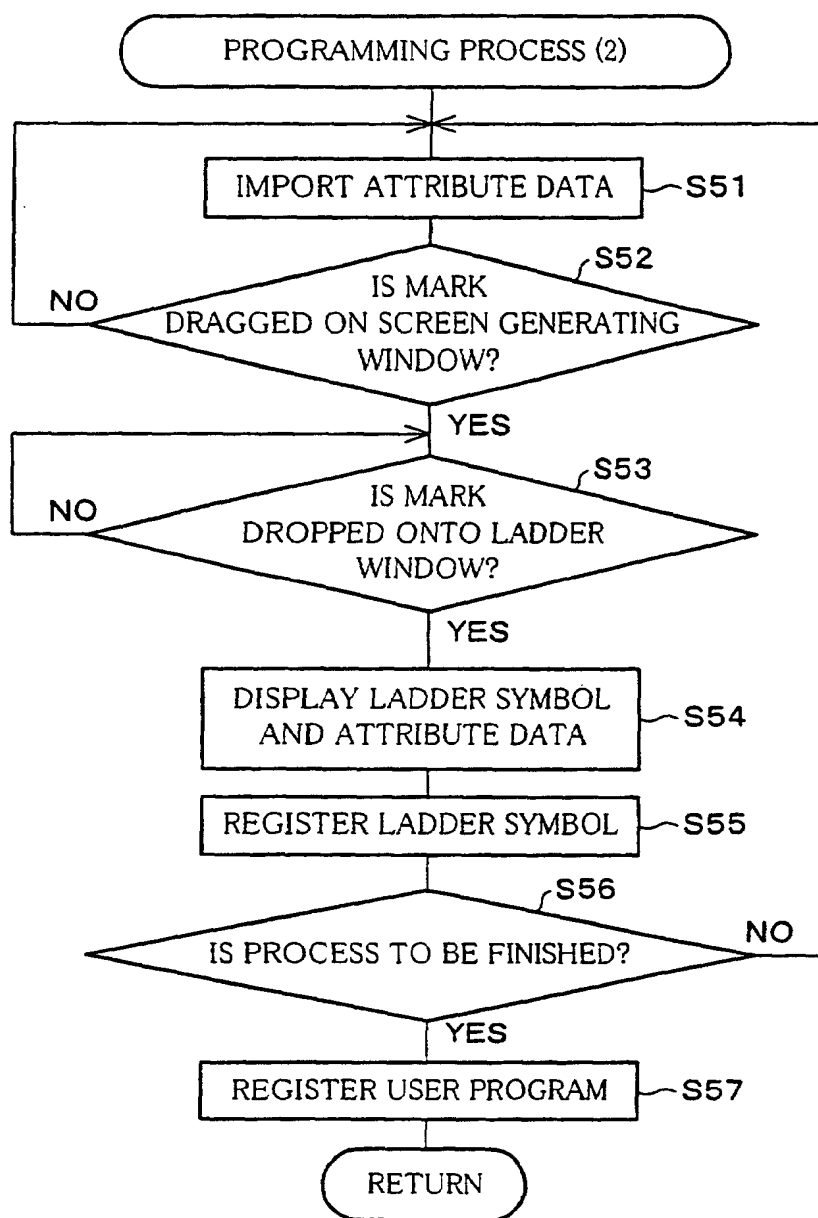 PROGRAMMING PROCESS (2)
IMPORT ATTRIBUTE DATA
S51
S52
IS MARK
DRAGGED ON SCREEN GENERATING
WINDOW?
NO
YES
S53
IS MARK
DROPPED ONTO LADDER
WINDOW?
NO
YES
DISPLAY LADDER SYMBOL
AND ATTRIBUTE DATA
S54
REGISTER LADDER SYMBOL
S55
S56
IS PROCESS TO BE FINISHED?
NO
YES
REGISTER USER PROGRAM
S57
RETURN